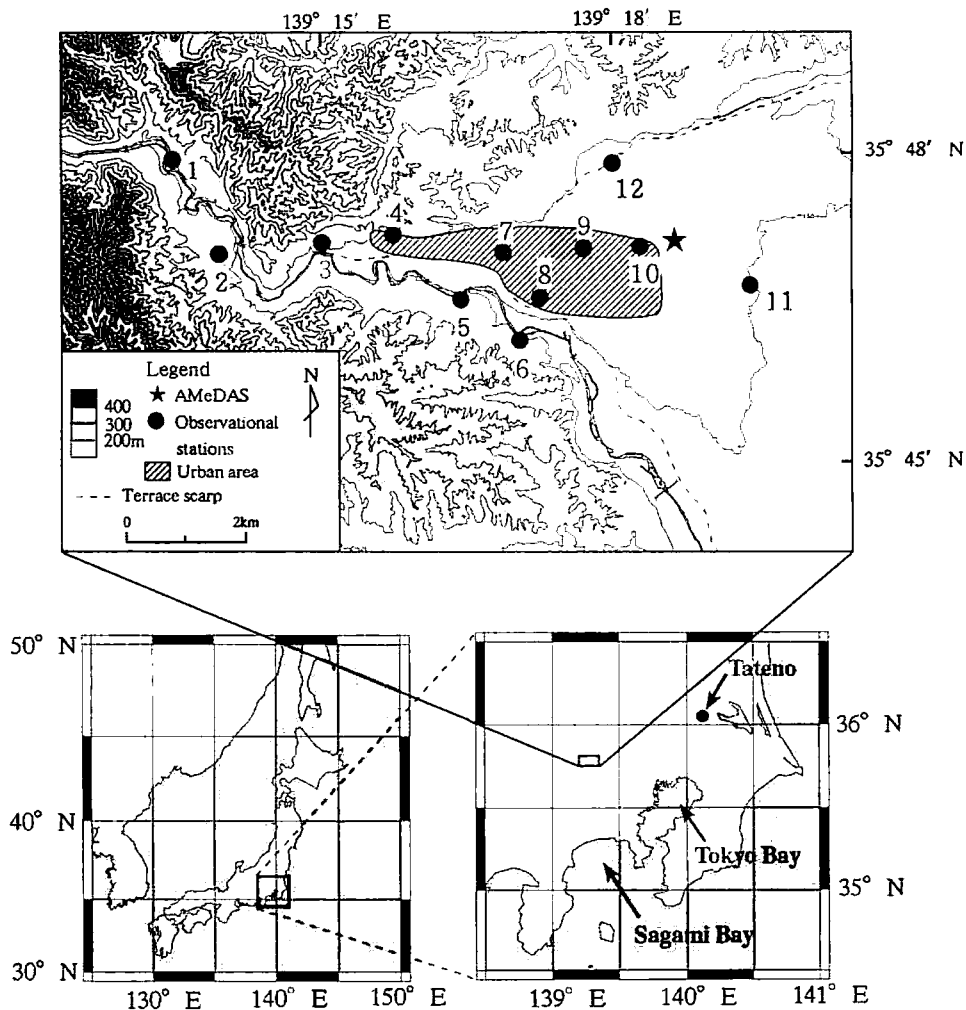 139° 15′ E
139° 18′ E
35° 48′ N
35° 45′ N
1
2
3
4
5
6
7
8
9
10
11
12
Legend
400
300
200m
AMeDAS
Observational
stations
Urban area
Terrace scarp
0 2km
N
50° N
40° N
30° N
130° E
140° E
150° E
Tateno
36° N
Tokyo Bay
35° N
Sagami Bay
139° E
140° E
141° E